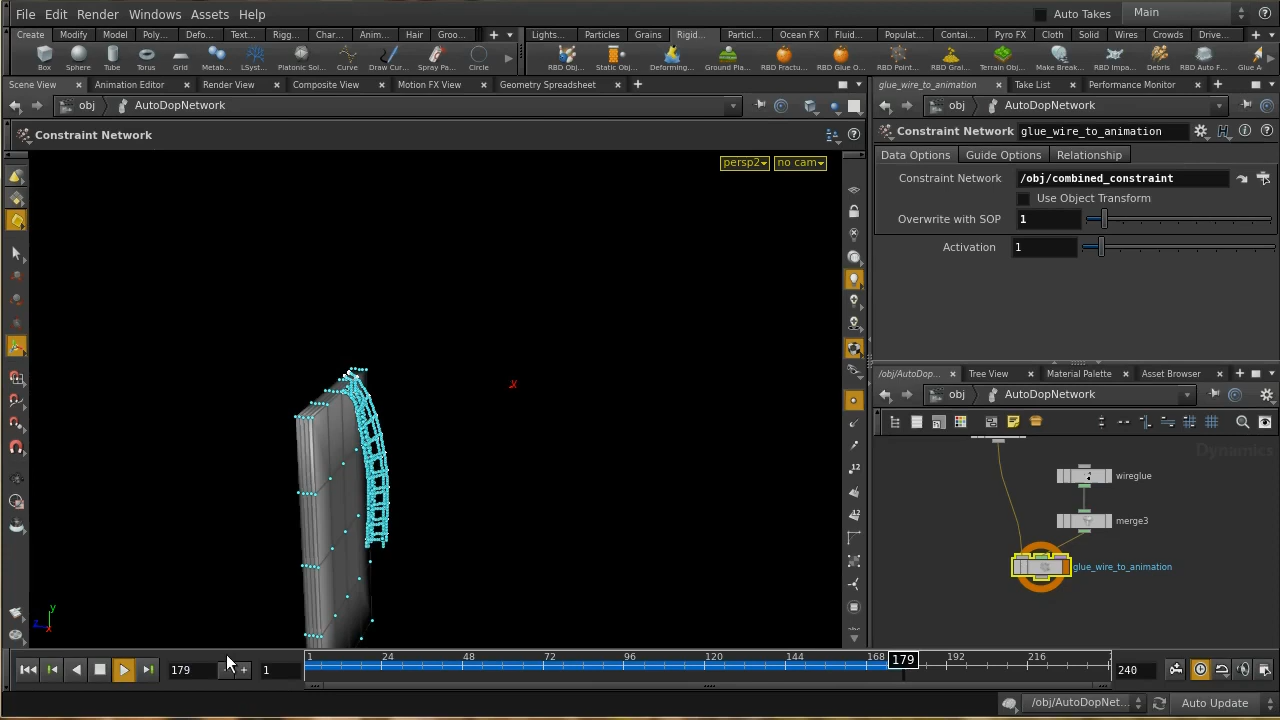 File Edit Render Windows Assets Help Auto Takes Main
Create Modify Model Poly... Defo... Text... Rigg... Char... Anim... Hair Groo... Lights... Particles Grains Rigid... Particl... Ocean FX Fluid... Populat... Contai... Pyro FX Cloth Solid Wires Crowds Drive...
Box Sphere Tube Torus Grid Metab... LSyst... Platonic Sol... Curve Draw Cur... Spray Pa... Circle RBD Obj... Static Obj... Deforming... Ground Pla... RBD Fractu... RBD Glue O... RBD Point... RBD Grai... Terrain Obj... Make Break... RBD Impa... Debris RBD Auto F... Glue A
Scene View Animation Editor Render View Composite View Motion FX View Geometry Spreadsheet
obj AutoDopNetwork
Constraint Network
persp2 no cam
y
y
z
x
glue_wire_to_animation Take List Performance Monitor
obj AutoDopNetwork
Constraint Network glue_wire_to_animation
Data Options Guide Options Relationship
Constraint Network /obj/combined_constraint
Use Object Transform
Overwrite with SOP 1
Activation 1
/obj/AutoDop... Tree View Material Palette Asset Browser
obj AutoDopNetwork
Dynamics
wireglue
merge3
glue_wire_to_animation
12
12
179 1 1 24 48 72 96 120 144 168 179 192 216 240
/obj/AutoDopNet... Auto Update